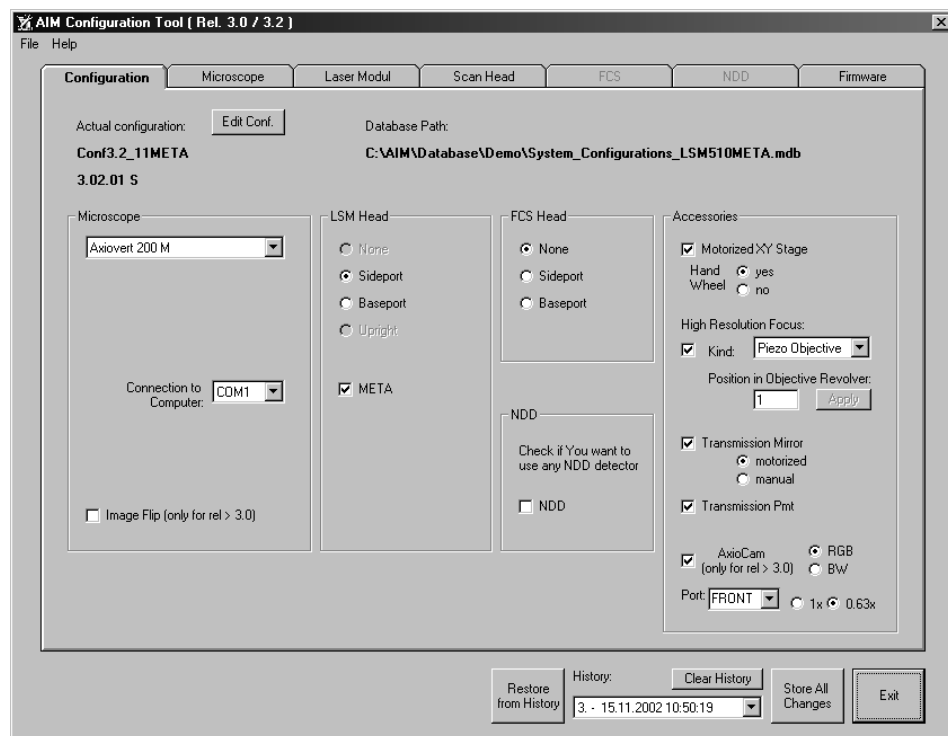 AIM Configuration Tool ( Rel. 3.0 / 3.2 )
File Help
Configuration Microscope Laser Modul Scan Head FCS NDD Firmware
Actual configuration: Edit Conf. Database Path:
Conf3.2_11META C:\AIM\Database\Demo\System_Configurations_LSM510META.mdb
3.02.01 S
Microscope
Axiovert 200 M
Connection to
Computer: COM1
Image Flip (only for rel > 3.0)
LSM Head
None
Sideport
Baseport
Upright
META
FCS Head
None
Sideport
Baseport
NDD
Check if You want to
use any NDD detector
NDD
Accessories
Motorized XY Stage
Hand
Wheel
yes
no
High Resolution Focus:
Kind: Piezo Objective
Position in Objective Revolver:
1 Apply
Transmission Mirror
motorized
manual
Transmission Pmt
AxioCam
(only for rel > 3.0)
RGB
BW
Port: FRONT 1x 0.63x
Restore
from History
History: Clear History
3. - 15.11.2002 10:50:19
Store All
Changes
Exit